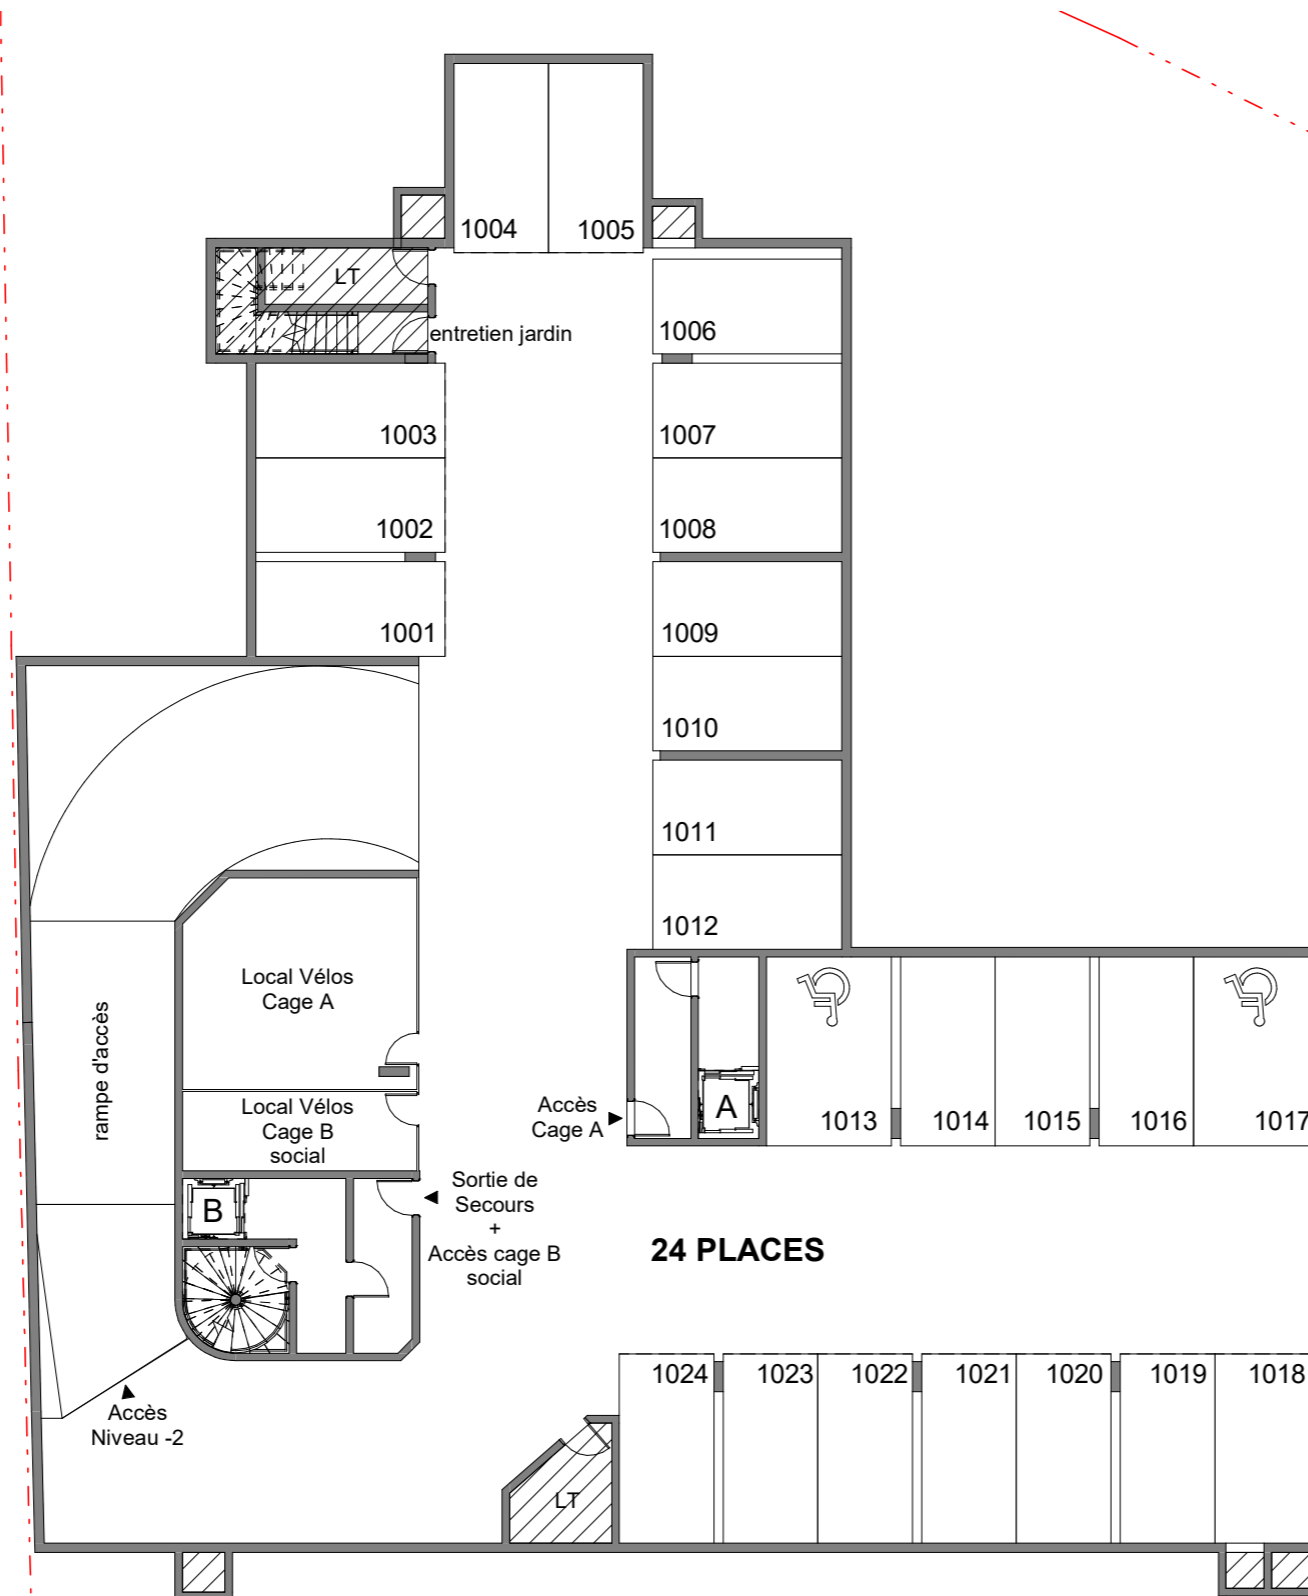 1004
1005
LT
entretien jardin
1006
1003
1007
1002
1008
1001
1009
1010
1011
1012
Local Vélos
Cage A
rampe d'accès
Local Vélos
Cage B
social
Accès
Cage A
A
1013
1014
1015
1016
1017
B
Sortie de
Secours
+
Accès cage B
social
24 PLACES
1024
1023
1022
1021
1020
1019
1018
Accès
Niveau -2
LT